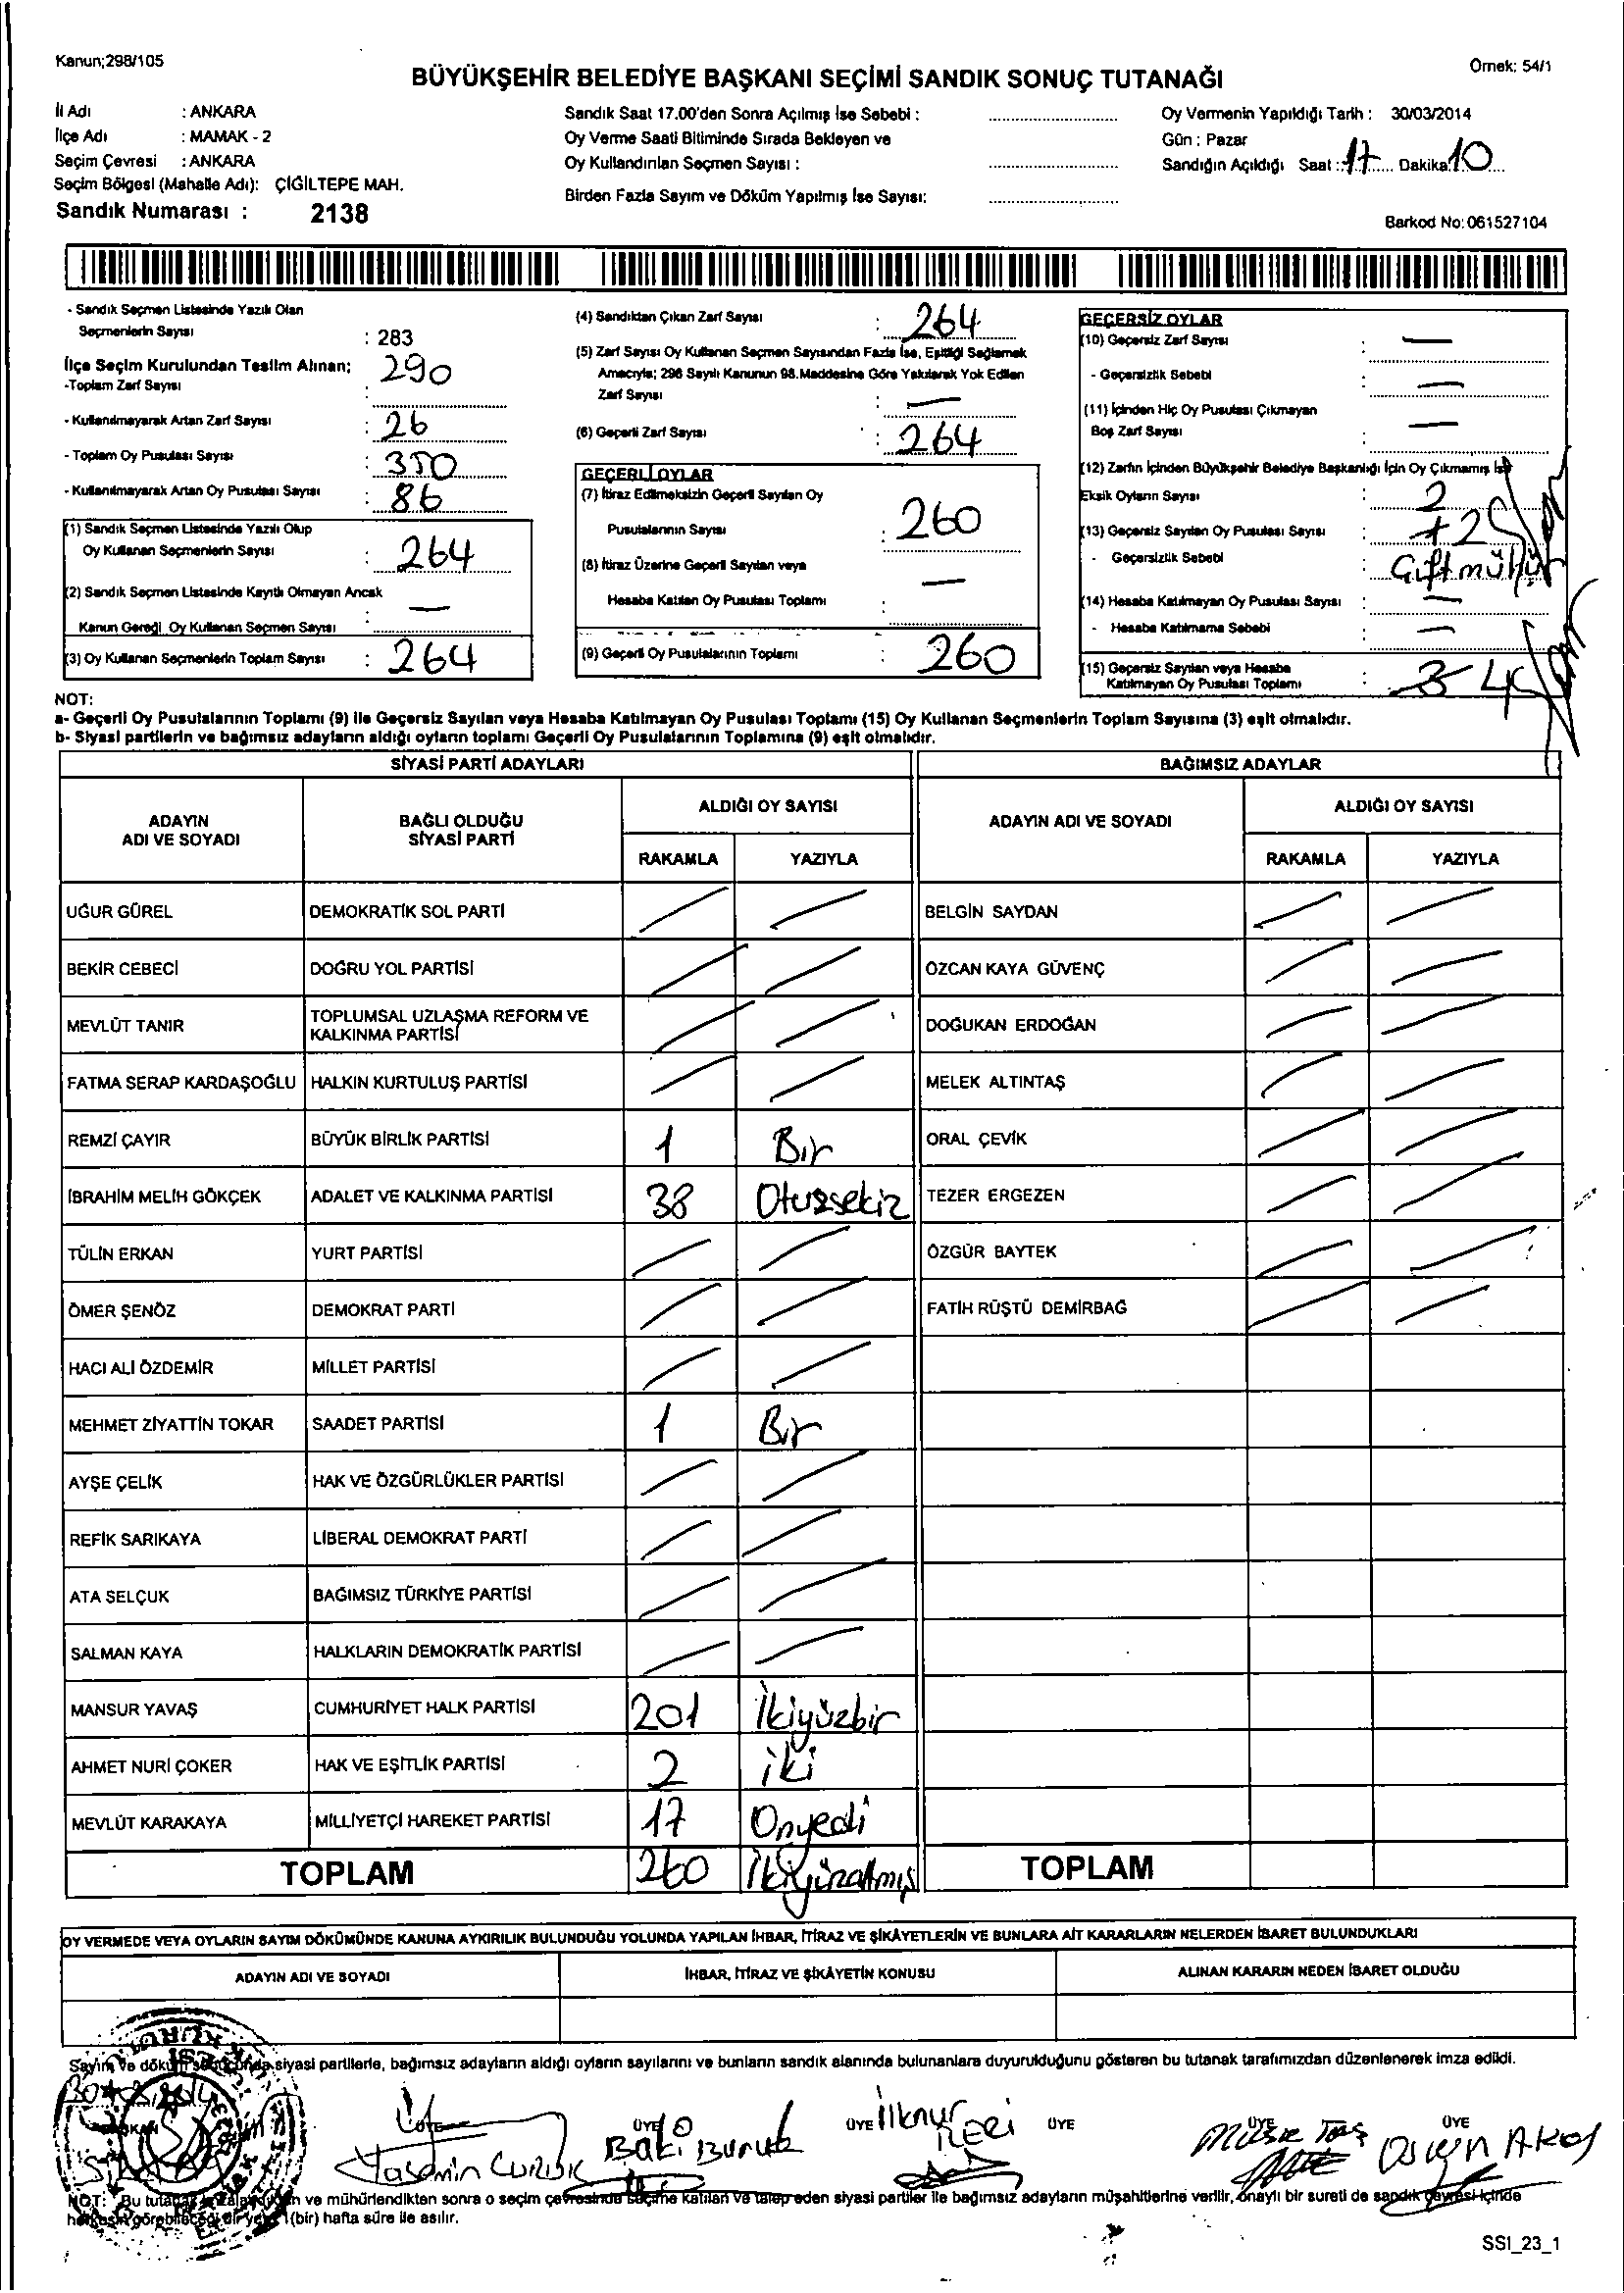 Kanun;298/105
Örnek: 54/1
BÜYÜKŞEHİR BELEDİYE BAŞKANI SEÇİMİ SANDIK SONUÇ TUTANAĞI
İl Adı : ANKARA
İlçe Adı : MAMAK - 2
Seçim Çevresi : ANKARA
Seçim Bölgesi (Mahalle Adı): ÇİĞİLTEPE MAH.
Sandık Numarası : 2138
Sandık Saat 17.00'den Sonra Açılmış İse Sebebi :
Oy Verme Saati Bitiminde Sırada Bekleyen ve
Oy Kullandırılan Seçmen Sayısı :
Birden Fazla Sayım ve Döküm Yapılmış İse Sayısı:
Oy Vermenin Yapıldığı Tarih : 30/03/2014
Gün : Pazar
Sandığın Açıldığı Saat : 17 Dakika 10
Barkod No: 061527104
- Sandık Seçmen Listesinde Yazılı Olan
Seçmenlerin Sayısı : 283
İlçe Seçim Kurulundan Teslim Alınan;
-Toplam Zarf Sayısı : 290
- Kullanılmayarak Artan Zarf Sayısı : 26
- Toplam Oy Pusulası Sayısı : 350
- Kullanılmayarak Artan Oy Pusulası Sayısı : 86
(1) Sandık Seçmen Listesinde Yazılı Olup
Oy Kullanan Seçmenlerin Sayısı : 264
(2) Sandık Seçmen Listesinde Kayıtlı Olmayan Ancak
Kanun Gereği Oy Kullanan Seçmen Sayısı : —
(3) Oy Kullanan Seçmenlerin Toplam Sayısı : 264
(4) Sandıktan Çıkan Zarf Sayısı : 264
(5) Zarf Sayısı Oy Kullanan Seçmen Sayısından Fazla İse, Eşitliği Sağlamak
Amacıyla; 298 Sayılı Kanunun 98.Maddesine Göre Yakılarak Yok Edilen
Zarf Sayısı : —
(6) Geçerli Zarf Sayısı : 264
GEÇERLİ OYLAR
(7) İtiraz Edilmeksizin Geçerli Sayılan Oy
Pusulalarının Sayısı : 260
(8) İtiraz Üzerine Geçerli Sayılan veya
Hesaba Katılan Oy Pusulası Toplamı : —
(9) Geçerli Oy Pusulalarının Toplamı : 260
GEÇERSİZ OYLAR
(10) Geçersiz Zarf Sayısı : —
- Geçersizlik Sebebi : —
(11) İçinden Hiç Oy Pusulası Çıkmayan
Boş Zarf Sayısı : —
(12) Zarfın İçinden Büyükşehir Belediye Başkanlığı İçin Oy Çıkmamış İse
Eksik Oyların Sayısı : 2
(13) Geçersiz Sayılan Oy Pusulası Sayısı : 2
- Geçersizlik Sebebi : Çift mühür
(14) Hesaba Katılmayan Oy Pusulası Sayısı : —
- Hesaba Katılmama Sebebi : —
(15) Geçersiz Sayılan veya Hesaba
Katılmayan Oy Pusulası Toplamı : 3 4
NOT:
a- Geçerli Oy Pusulalarının Toplamı (9) ile Geçersiz Sayılan veya Hesaba Katılmayan Oy Pusulası Toplamı (15) Oy Kullanan Seçmenlerin Toplam Sayısına (3) eşit olmalıdır.
b- Siyasi partilerin ve bağımsız adayların aldığı oyların toplamı Geçerli Oy Pusulalarının Toplamına (9) eşit olmalıdır.
SİYASİ PARTİ ADAYLARI BAĞIMSIZ ADAYLAR
ADAYIN ADI VE SOYADI
BAĞLI OLDUĞU SİYASİ PARTİ
ALDIĞI OY SAYISI
RAKAMLA YAZIYLA
ADAYIN ADI VE SOYADI
ALDIĞI OY SAYISI
RAKAMLA YAZIYLA
UĞUR GÜREL DEMOKRATİK SOL PARTİ BELGİN SAYDAN
BEKİR CEBECİ DOĞRU YOL PARTİSİ ÖZCAN KAYA GÜVENÇ
MEVLÜT TANIR TOPLUMSAL UZLAŞMA REFORM VE KALKINMA PARTİSİ DOĞUKAN ERDOĞAN
FATMA SERAP KARDAŞOĞLU HALKIN KURTULUŞ PARTİSİ MELEK ALTINTAŞ
REMZİ ÇAYIR BÜYÜK BİRLİK PARTİSİ 1 Bir ORAL ÇEVİK
İBRAHİM MELİH GÖKÇEK ADALET VE KALKINMA PARTİSİ 38 Otuzsekiz TEZER ERGEZEN
TÜLİN ERKAN YURT PARTİSİ ÖZGÜR BAYTEK
ÖMER ŞENÖZ DEMOKRAT PARTİ FATİH RÜŞTÜ DEMİRBAĞ
HACI ALİ ÖZDEMİR MİLLET PARTİSİ
MEHMET ZİYATTİN TOKAR SAADET PARTİSİ 1 Bir
AYŞE ÇELİK HAK VE ÖZGÜRLÜKLER PARTİSİ
REFİK SARIKAYA LİBERAL DEMOKRAT PARTİ
ATA SELÇUK BAĞIMSIZ TÜRKİYE PARTİSİ
SALMAN KAYA HALKLARIN DEMOKRATİK PARTİSİ
MANSUR YAVAŞ CUMHURİYET HALK PARTİSİ 201 İkiyüzbir
AHMET NURİ ÇOKER HAK VE EŞİTLİK PARTİSİ 2 iki
MEVLÜT KARAKAYA MİLLİYETÇİ HAREKET PARTİSİ 17 Onyedi
TOPLAM 260 İkiyüzatmış TOPLAM
OY VERMEDE VEYA OYLARIN SAYIM DÖKÜMÜNDE KANUNA AYKIRILIK BULUNDUĞU YOLUNDA YAPILAN İHBAR, İTİRAZ VE ŞİKÂYETLERİN VE BUNLARA AİT KARARLARIN NELERDEN İBARET BULUNDUKLARI
ADAYIN ADI VE SOYADI İHBAR, İTİRAZ VE ŞİKÂYETİN KONUSU ALINAN KARARIN NEDEN İBARET OLDUĞU
Sayım ve döküm sonucunda siyasi partilerle, bağımsız adayların aldığı oyların sayılarını ve bunların sandık alanında bulunanlara duyurulduğunu gösteren bu tutanak tarafımızdan düzenlenerek imza edildi.
ÜYE ÜYE ÜYE ÜYE ÜYE
Yasemin Baki İlknur Taş
NOT: Bu tutanak ve mühürlendikten sonra o seçim çevresinde seçime katılan ve talep eden siyasi partiler ile bağımsız adayların müşahitlerine verilir, onaylı bir sureti de sandık çevresi içinde
(bir) hafta süre ile asılır.
SSI_23_1